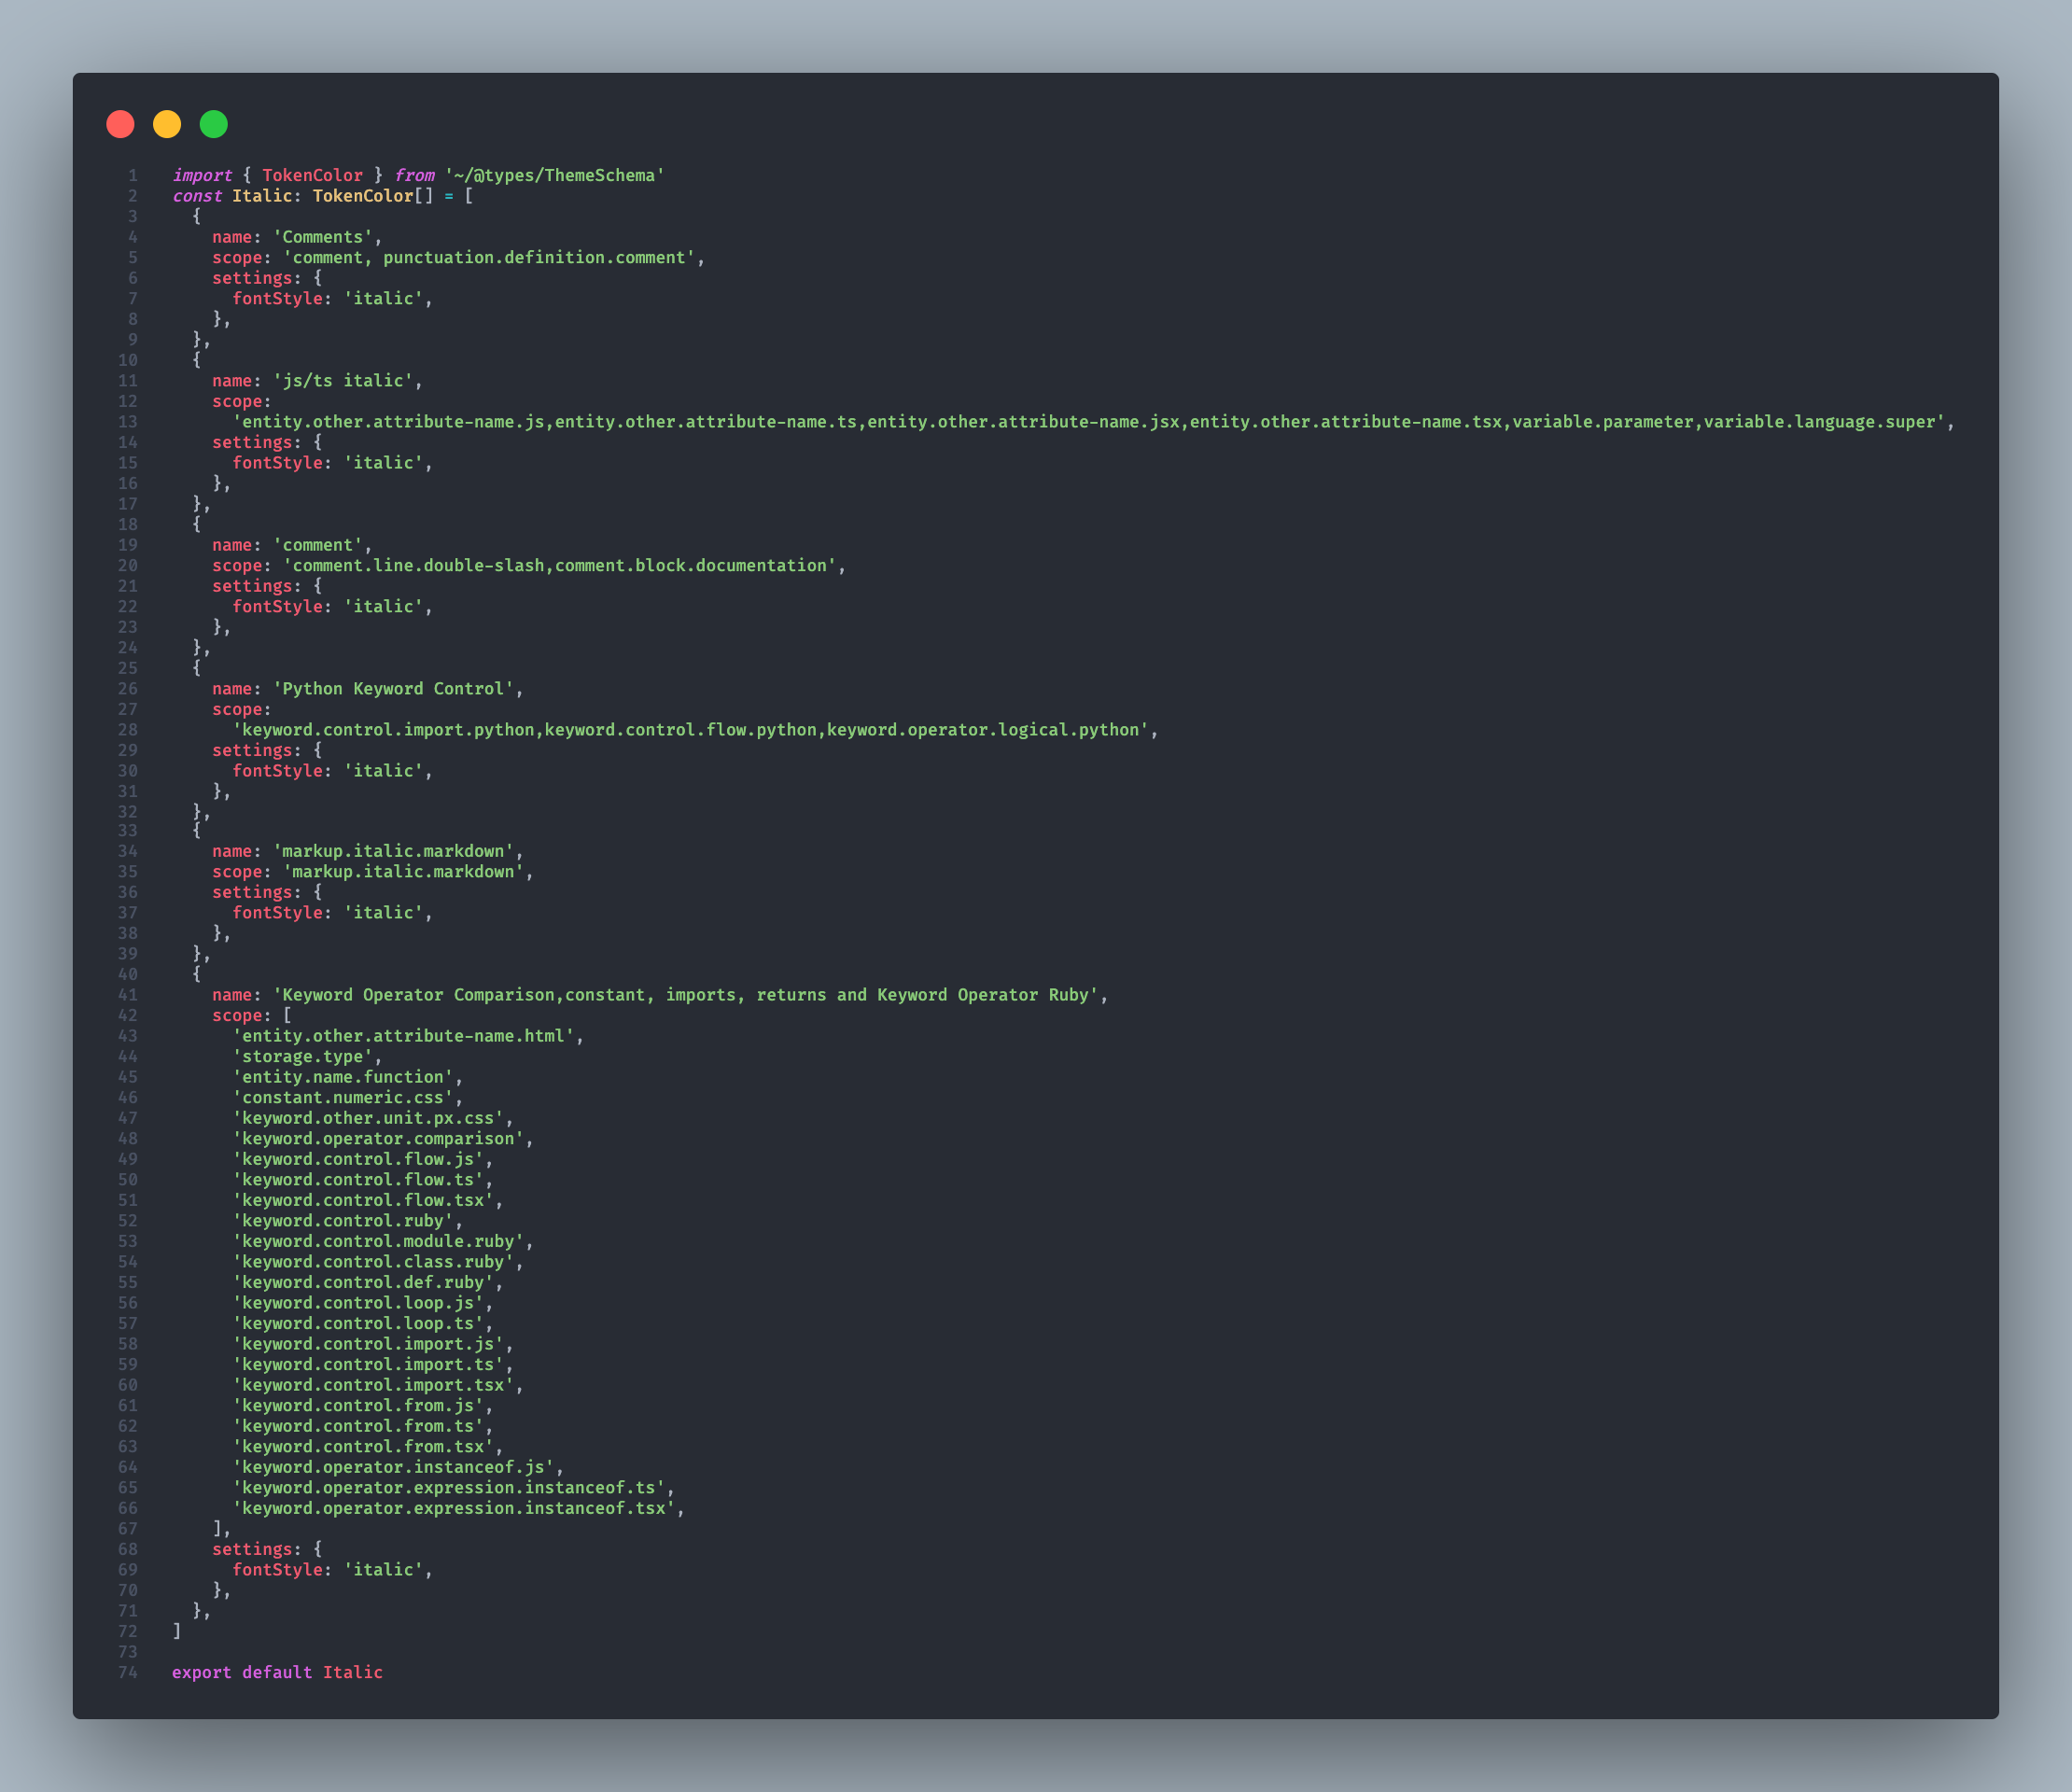 1 import { TokenColor } from '~/@types/ThemeSchema'
2 const Italic: TokenColor[] = [
3   {
4     name: 'Comments',
5     scope: 'comment, punctuation.definition.comment',
6     settings: {
7       fontStyle: 'italic',
8     },
9   },
10   {
11     name: 'js/ts italic',
12     scope:
13       'entity.other.attribute-name.js,entity.other.attribute-name.ts,entity.other.attribute-name.jsx,entity.other.attribute-name.tsx,variable.parameter,variable.language.super',
14     settings: {
15       fontStyle: 'italic',
16     },
17   },
18   {
19     name: 'comment',
20     scope: 'comment.line.double-slash,comment.block.documentation',
21     settings: {
22       fontStyle: 'italic',
23     },
24   },
25   {
26     name: 'Python Keyword Control',
27     scope:
28       'keyword.control.import.python,keyword.control.flow.python,keyword.operator.logical.python',
29     settings: {
30       fontStyle: 'italic',
31     },
32   },
33   {
34     name: 'markup.italic.markdown',
35     scope: 'markup.italic.markdown',
36     settings: {
37       fontStyle: 'italic',
38     },
39   },
40   {
41     name: 'Keyword Operator Comparison,constant, imports, returns and Keyword Operator Ruby',
42     scope: [
43       'entity.other.attribute-name.html',
44       'storage.type',
45       'entity.name.function',
46       'constant.numeric.css',
47       'keyword.other.unit.px.css',
48       'keyword.operator.comparison',
49       'keyword.control.flow.js',
50       'keyword.control.flow.ts',
51       'keyword.control.flow.tsx',
52       'keyword.control.ruby',
53       'keyword.control.module.ruby',
54       'keyword.control.class.ruby',
55       'keyword.control.def.ruby',
56       'keyword.control.loop.js',
57       'keyword.control.loop.ts',
58       'keyword.control.import.js',
59       'keyword.control.import.ts',
60       'keyword.control.import.tsx',
61       'keyword.control.from.js',
62       'keyword.control.from.ts',
63       'keyword.control.from.tsx',
64       'keyword.operator.instanceof.js',
65       'keyword.operator.expression.instanceof.ts',
66       'keyword.operator.expression.instanceof.tsx',
67     ],
68     settings: {
69       fontStyle: 'italic',
70     },
71   },
72 ]
73
74 export default Italic